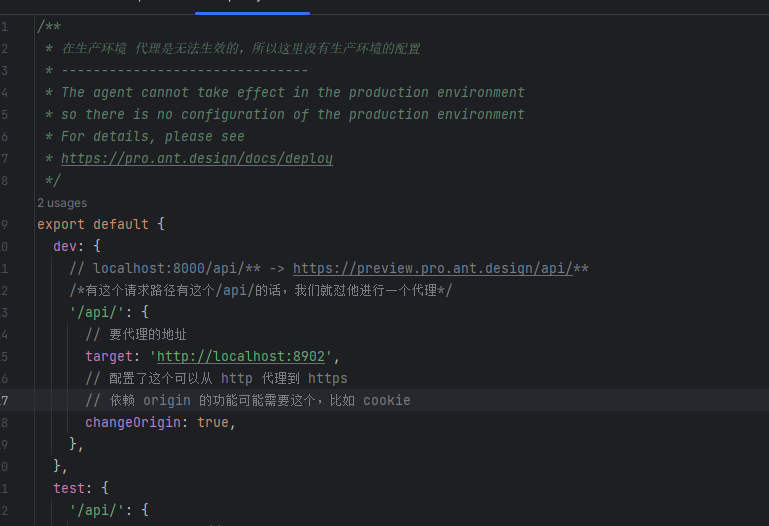 1 /**
2 * 在生产环境 代理是无法生效的，所以这里没有生产环境的配置
3 * -------------------------------
4 * The agent cannot take effect in the production environment
5 * so there is no configuration of the production environment
6 * For details, please see
7 * https://pro.ant.design/docs/deploy
8 */
2 usages
9 export default {
0 dev: {
1 // localhost:8000/api/** -> https://preview.pro.ant.design/api/**
2 /*有这个请求路径有这个/api/的话，我们就怼他进行一个代理*/
3 '/api/': {
4 // 要代理的地址
5 target: 'http://localhost:8902',
6 // 配置了这个可以从 http 代理到 https
7 // 依赖 origin 的功能可能需要这个，比如 cookie
8 changeOrigin: true,
9 },
0 },
1 test: {
2 '/api/': {